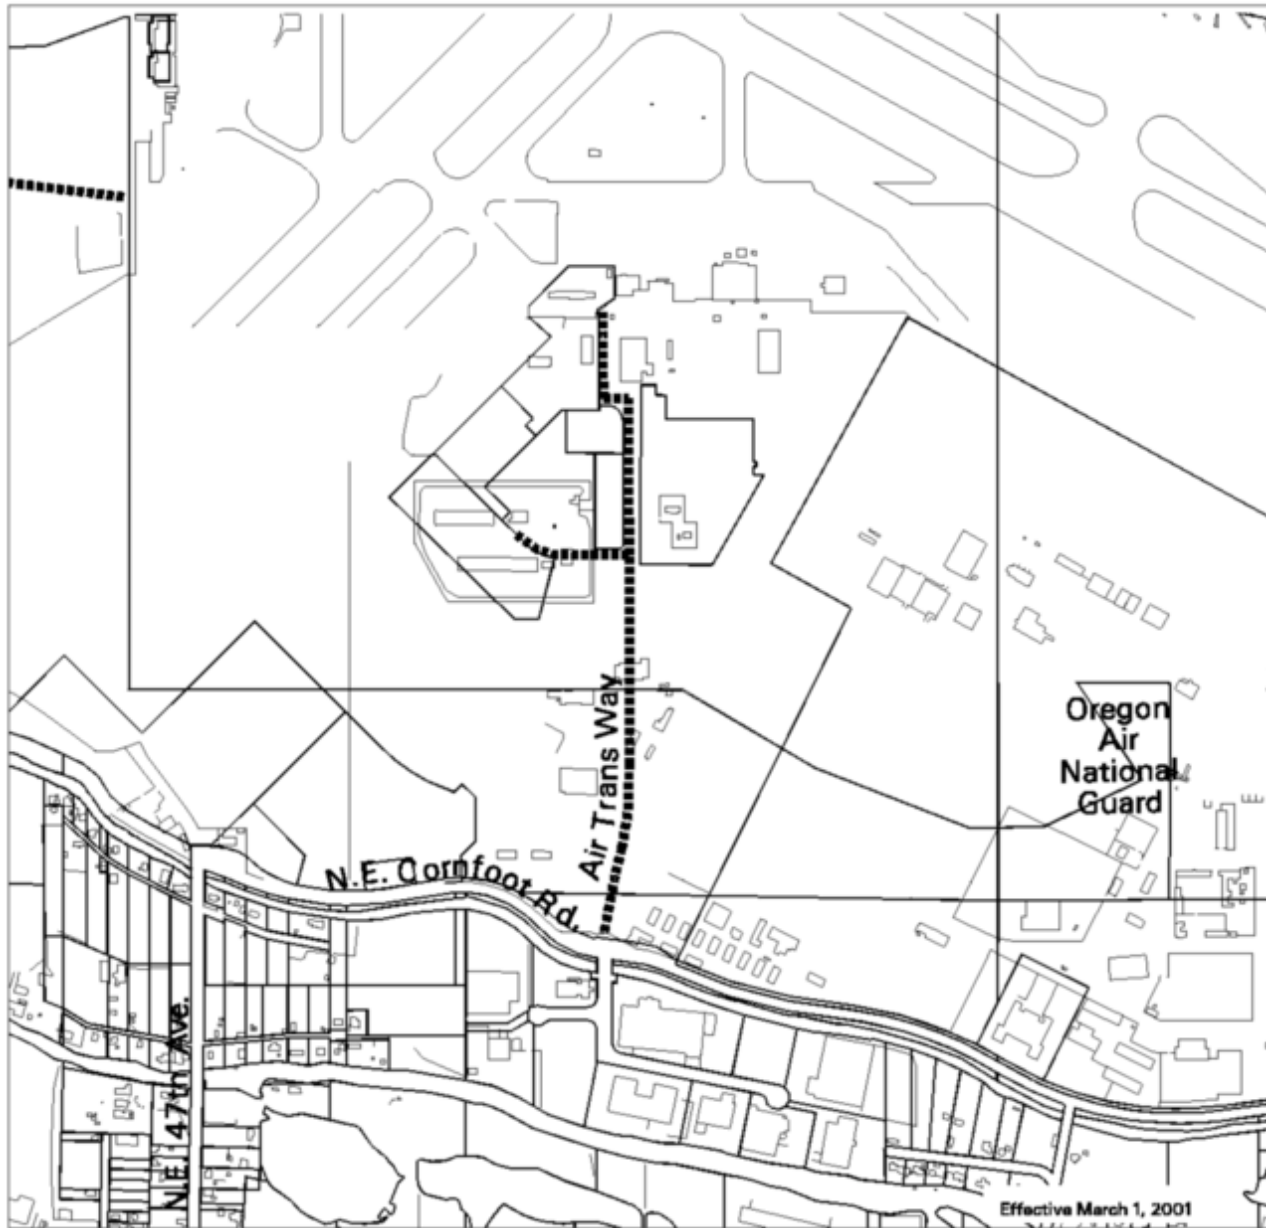 Oregon
Air
National
Guard
Air Trans Way
N.E. Cornfoot Rd.
N.E. 47th Ave.
Effective March 1, 2001